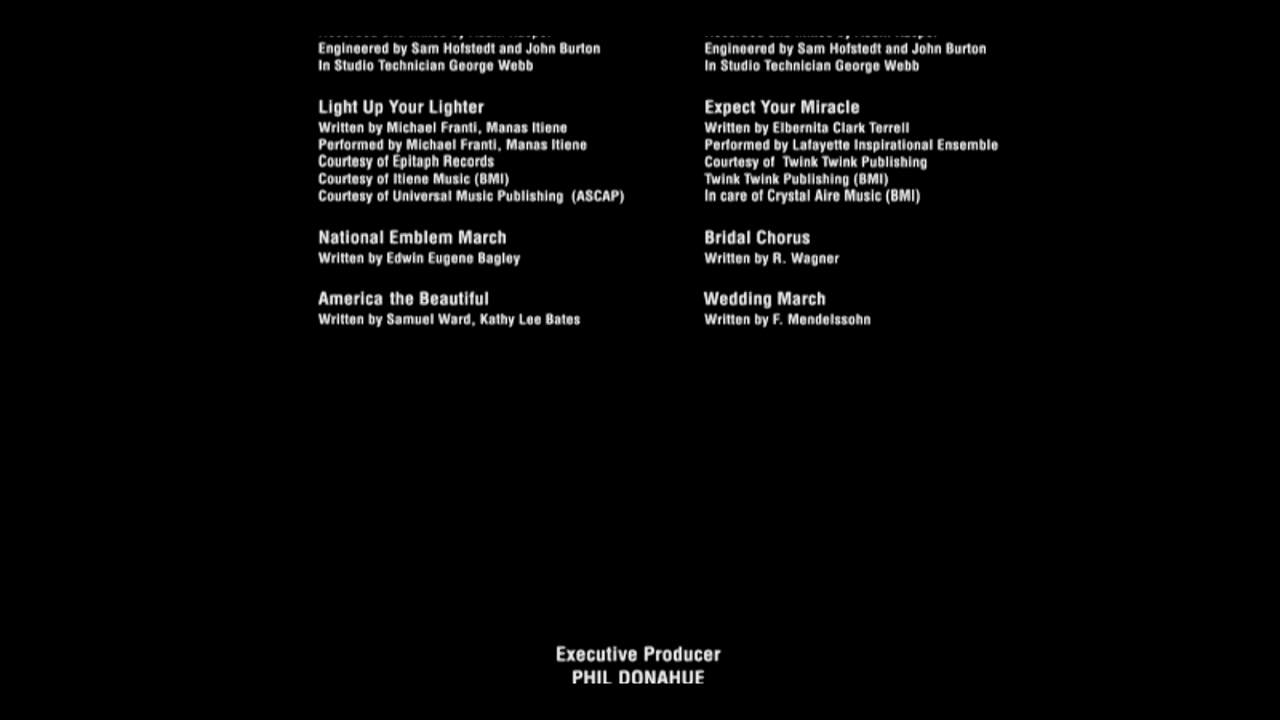 Engineered by Sam Hofstedt and John Burton
In Studio Technician George Webb
Light Up Your Lighter
Written by Michael Franti, Manas Itiene
Performed by Michael Franti, Manas Itiene
Courtesy of Epitaph Records
Courtesy of Itiene Music (BMI)
Courtesy of Universal Music Publishing (ASCAP)
National Emblem March
Written by Edwin Eugene Bagley
America the Beautiful
Written by Samuel Ward, Kathy Lee Bates
Engineered by Sam Hofstedt and John Burton
In Studio Technician George Webb
Expect Your Miracle
Written by Elbernita Clark Terrell
Performed by Lafayette Inspirational Ensemble
Courtesy of Twink Twink Publishing
Twink Twink Publishing (BMI)
In care of Crystal Aire Music (BMI)
Bridal Chorus
Written by R. Wagner
Wedding March
Written by F. Mendelssohn
Executive Producer
PHIL DONAHUE